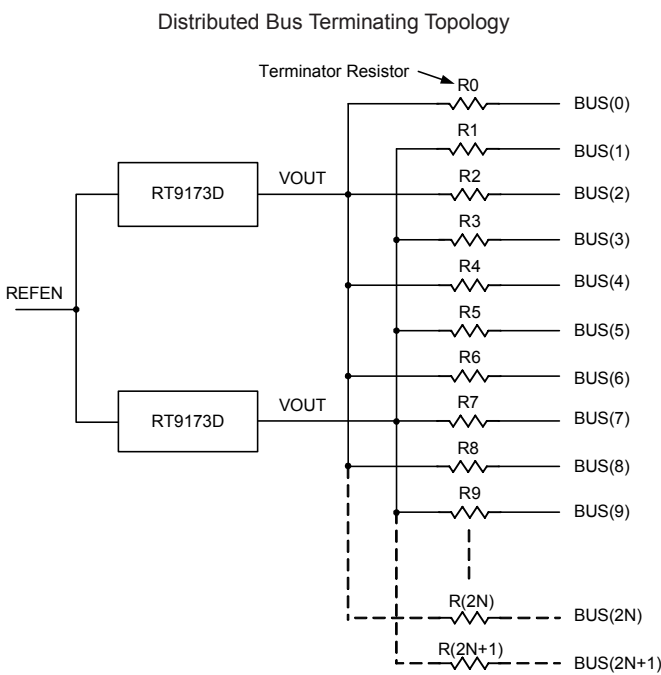 Distributed Bus Terminating Topology
Terminator Resistor
R0
BUS(0)
R1
BUS(1)
RT9173D
VOUT
R2
BUS(2)
R3
BUS(3)
REFEN
R4
BUS(4)
R5
BUS(5)
R6
BUS(6)
RT9173D
VOUT
R7
BUS(7)
R8
BUS(8)
R9
BUS(9)
R(2N)
BUS(2N)
R(2N+1)
BUS(2N+1)